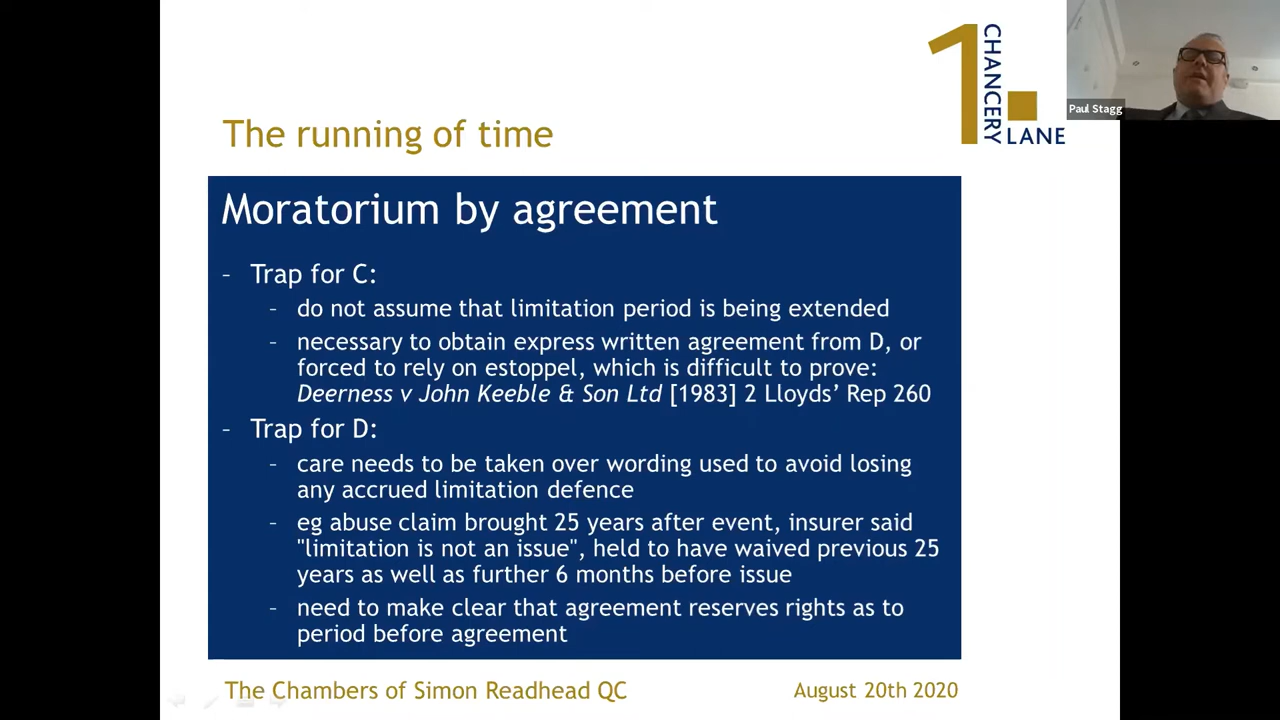 1 CHANCERY LANE
Paul Stagg
The running of time
Moratorium by agreement
- Trap for C:
- do not assume that limitation period is being extended
- necessary to obtain express written agreement from D, or
forced to rely on estoppel, which is difficult to prove:
Deerness v John Keeble & Son Ltd [1983] 2 Lloyds’ Rep 260
- Trap for D:
- care needs to be taken over wording used to avoid losing
any accrued limitation defence
- eg abuse claim brought 25 years after event, insurer said
"limitation is not an issue", held to have waived previous 25
years as well as further 6 months before issue
- need to make clear that agreement reserves rights as to
period before agreement
The Chambers of Simon Readhead QC
August 20th 2020